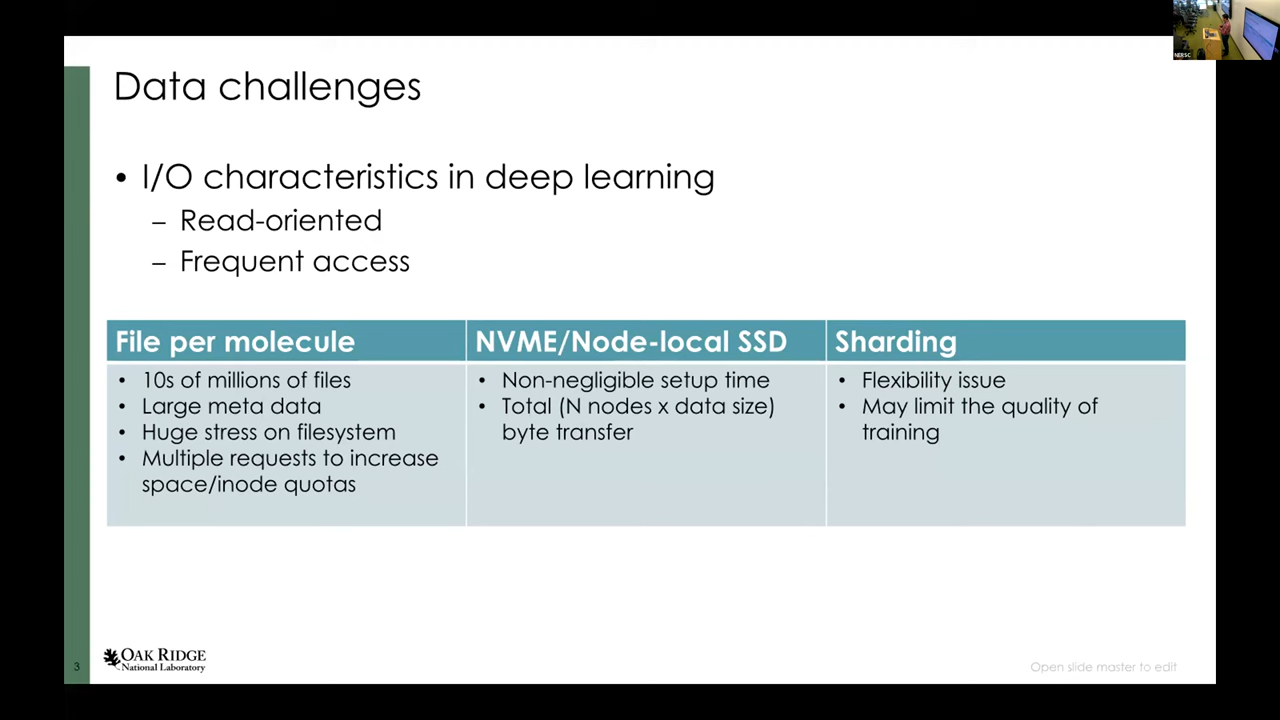 NERSC
Data challenges
• I/O characteristics in deep learning
– Read-oriented
– Frequent access
File per molecule
• 10s of millions of files
• Large meta data
• Huge stress on filesystem
• Multiple requests to increase
space/inode quotas
NVME/Node-local SSD
• Non-negligible setup time
• Total (N nodes x data size)
byte transfer
Sharding
• Flexibility issue
• May limit the quality of
training
3
OAK RIDGE
National Laboratory
Open slide master to edit